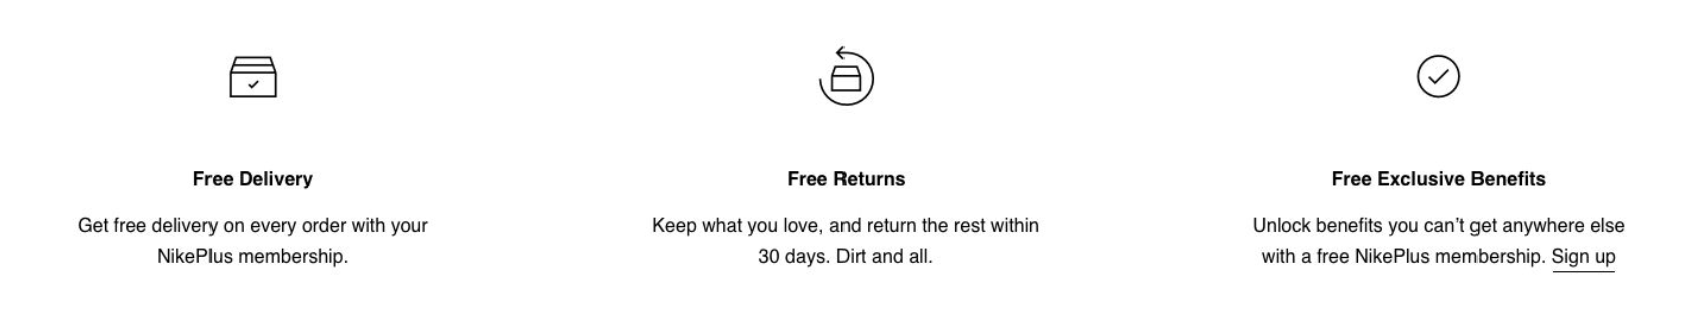 Free Delivery
Get free delivery on every order with your
NikePlus membership.
Free Returns
Keep what you love, and return the rest within
30 days. Dirt and all.
Free Exclusive Benefits
Unlock benefits you can’t get anywhere else
with a free NikePlus membership. Sign up